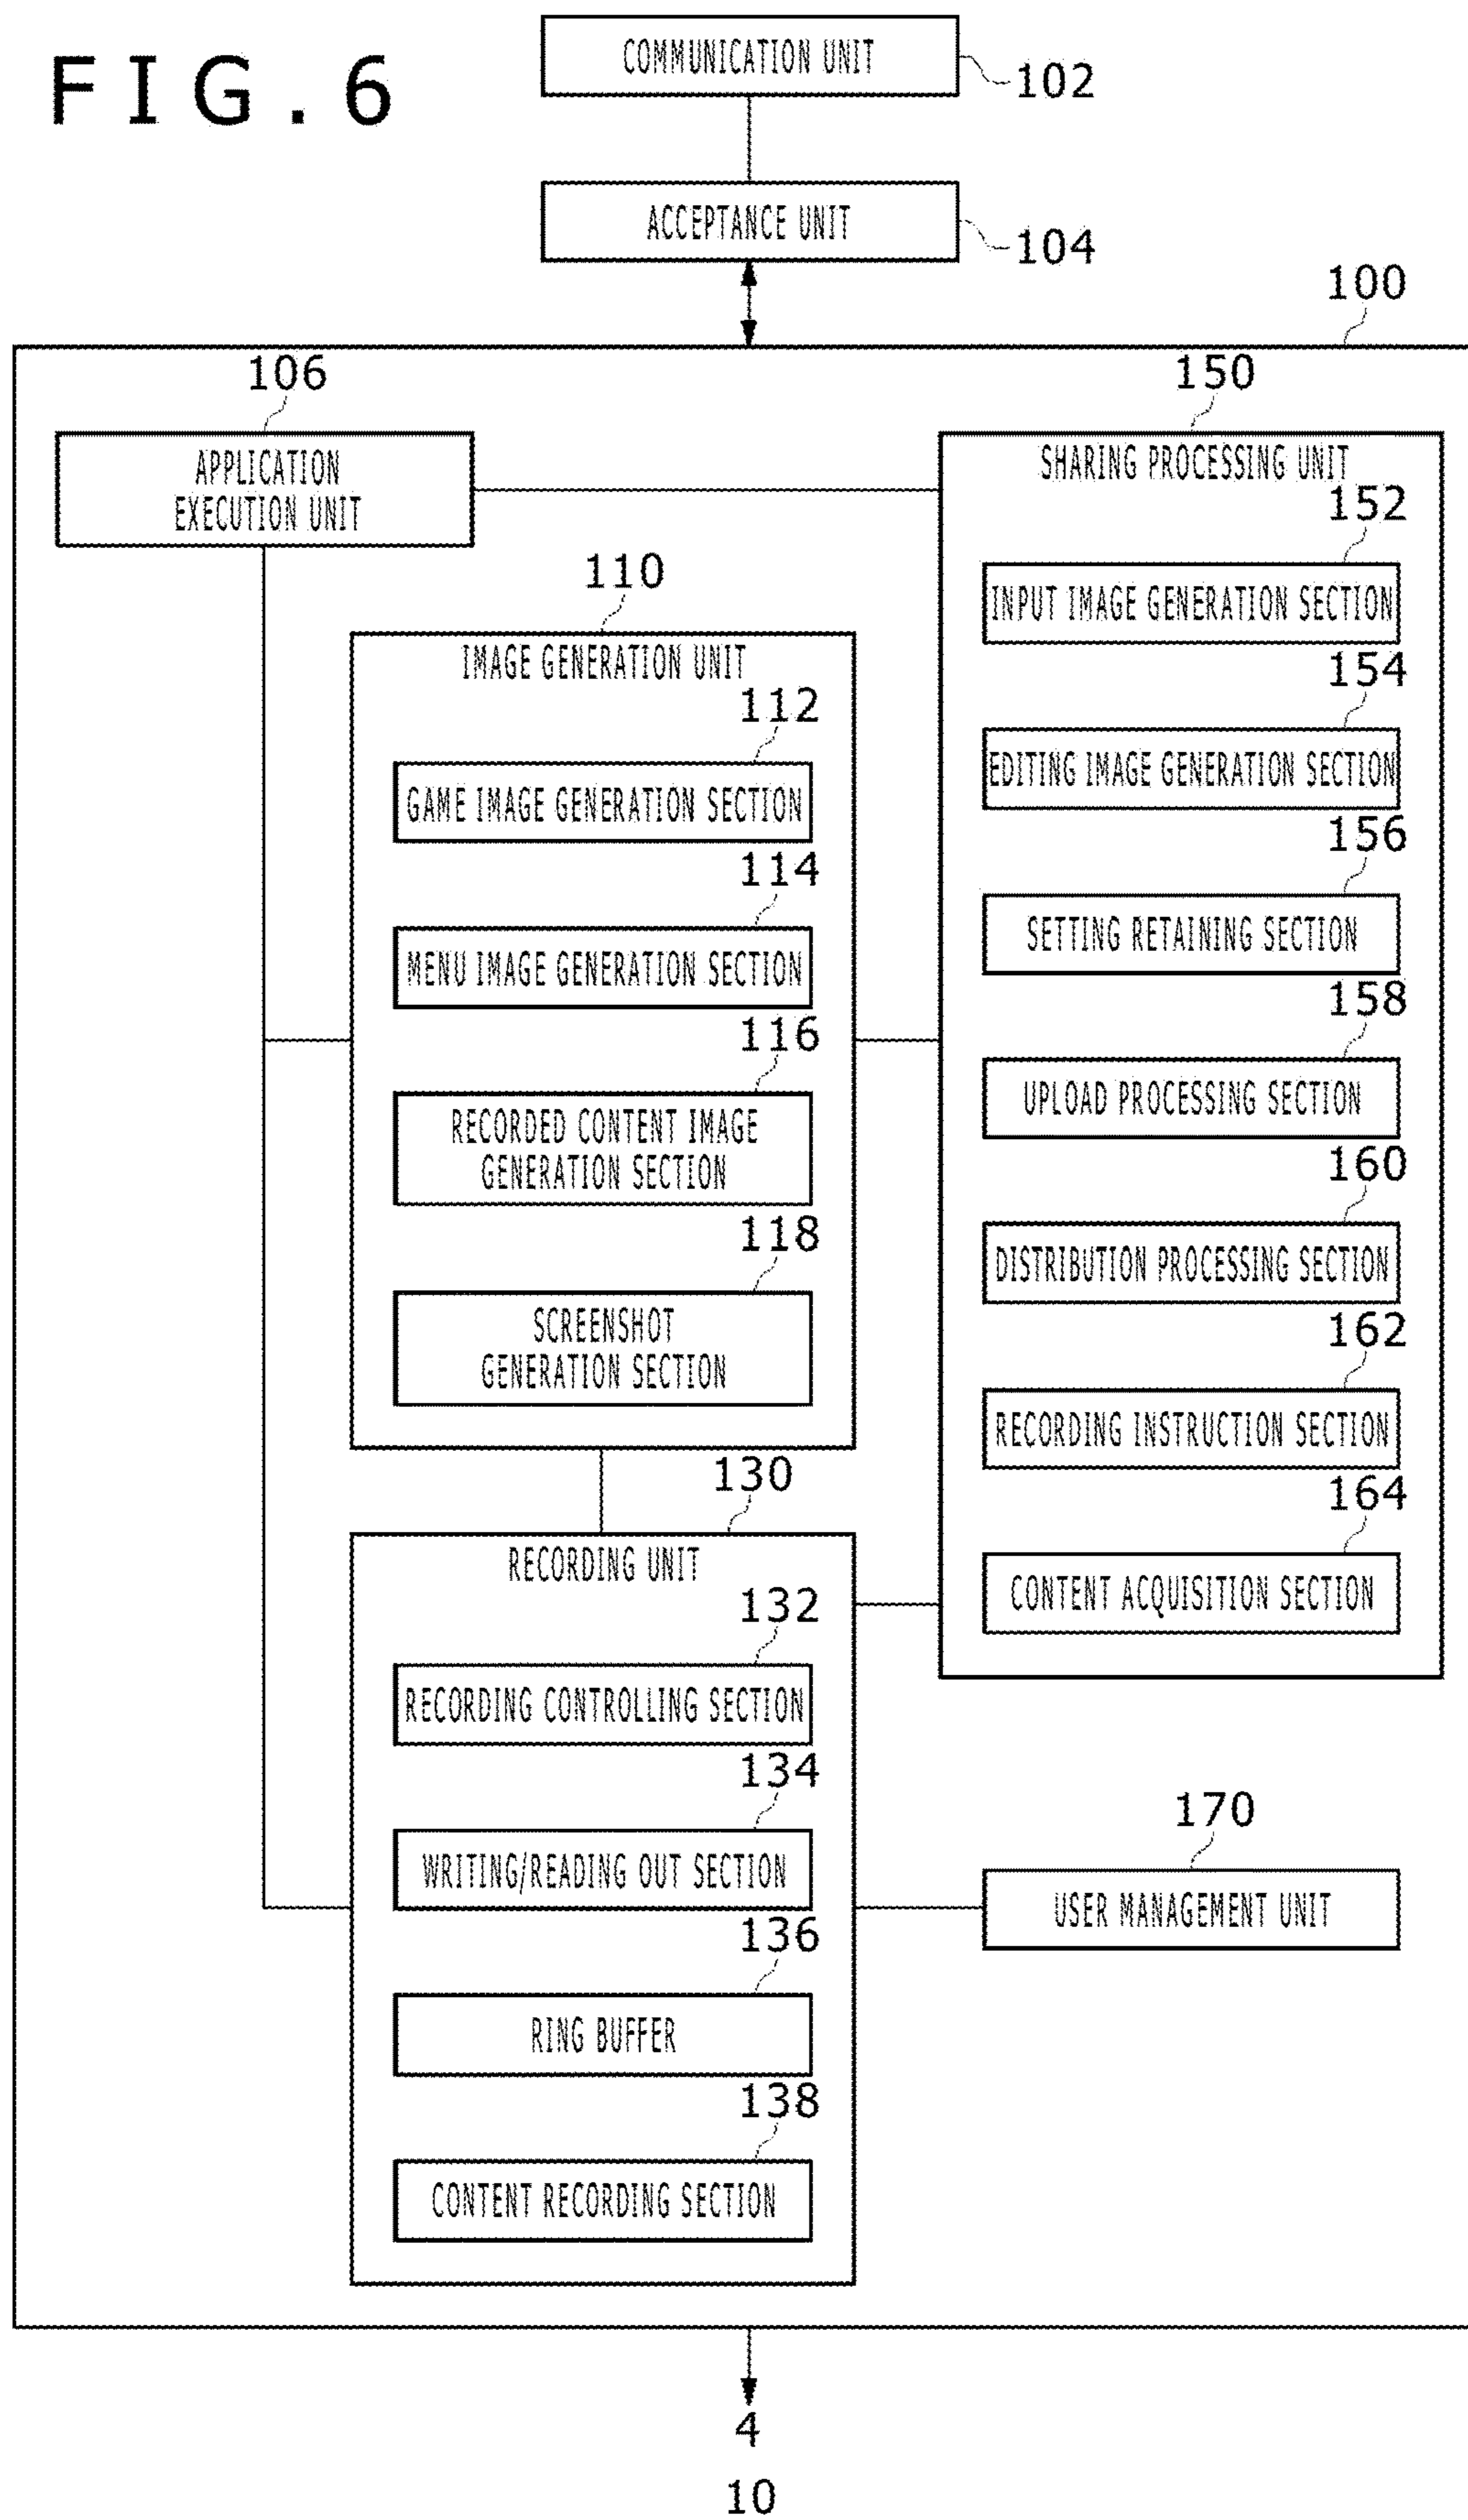 FIG. 6
COMMUNICATION UNIT
102
ACCEPTANCE UNIT
104
100
106
APPLICATION
EXECUTION UNIT
150
SHARING PROCESSING UNIT
152
INPUT IMAGE GENERATION SECTION
154
EDITING IMAGE GENERATION SECTION
156
SETTING RETAINING SECTION
158
UPLOAD PROCESSING SECTION
160
DISTRIBUTION PROCESSING SECTION
162
RECORDING INSTRUCTION SECTION
164
CONTENT ACQUISITION SECTION
110
IMAGE GENERATION UNIT
112
GAME IMAGE GENERATION SECTION
114
MENU IMAGE GENERATION SECTION
116
RECORDED CONTENT IMAGE
GENERATION SECTION
118
SCREENSHOT
GENERATION SECTION
130
RECORDING UNIT
132
RECORDING CONTROLLING SECTION
134
WRITING/READING OUT SECTION
136
RING BUFFER
138
CONTENT RECORDING SECTION
170
USER MANAGEMENT UNIT
4
10